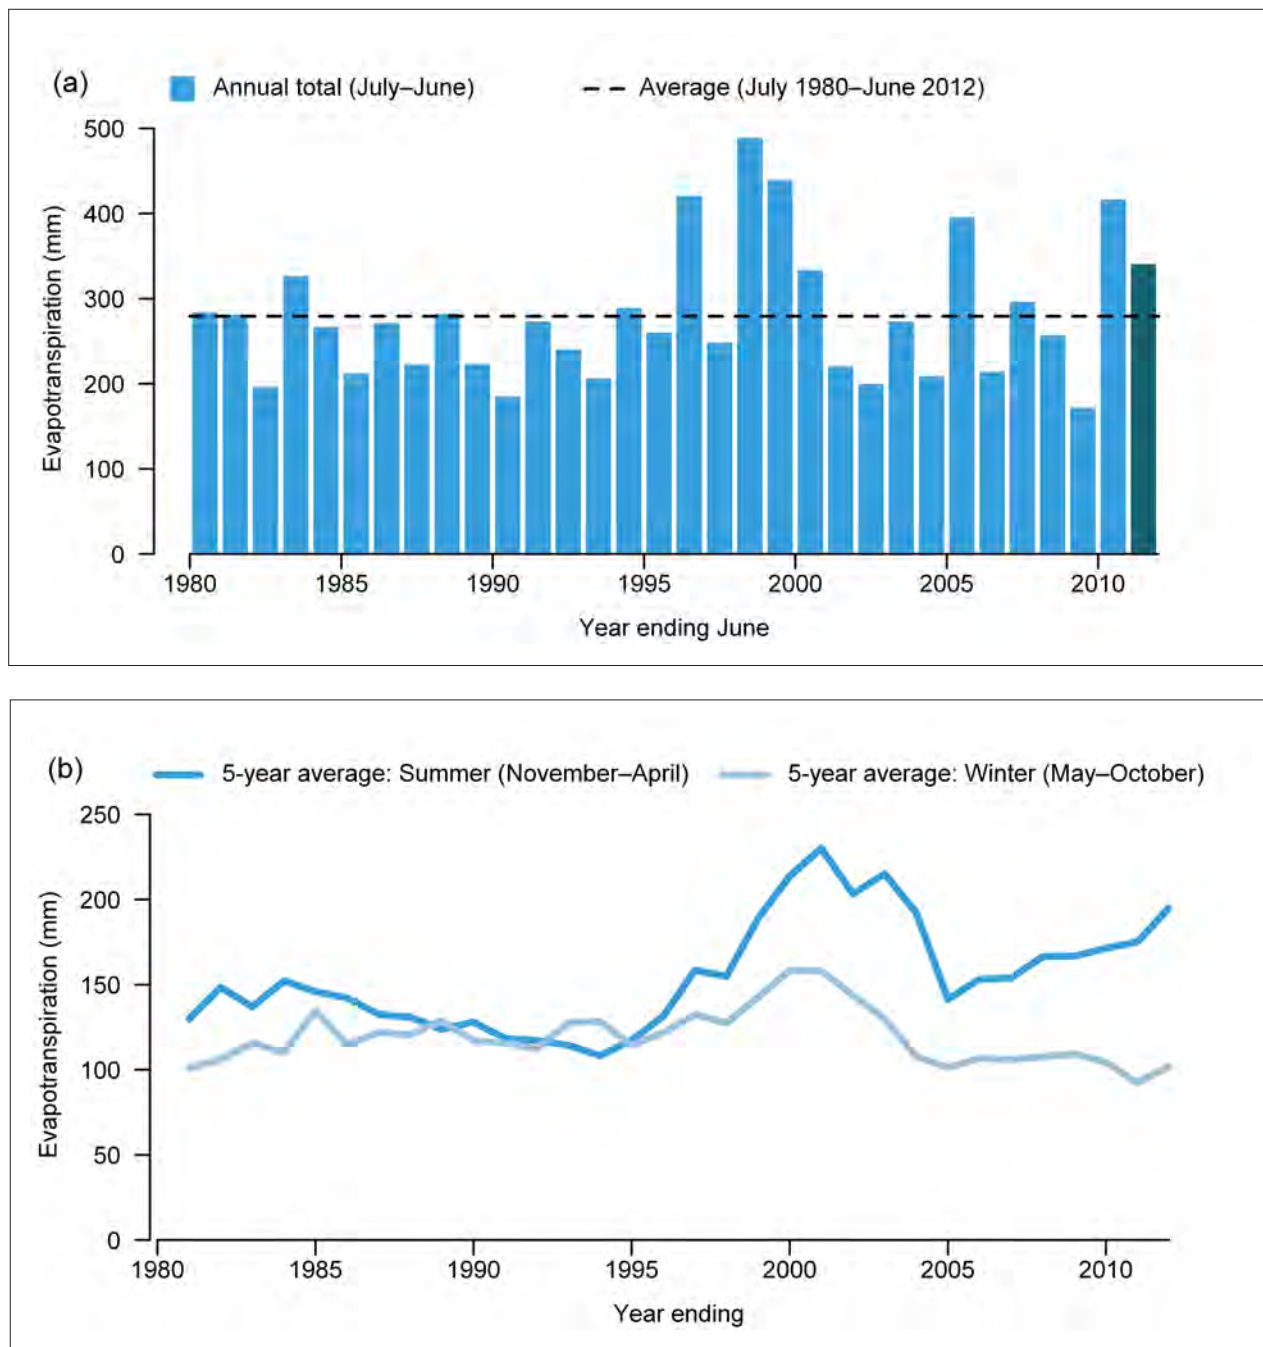 (a) Annual total (July–June) Average (July 1980–June 2012)
500
400
300
200
100
0
Evapotranspiration (mm)
1980 1985 1990 1995 2000 2005 2010
Year ending June
(b) 5-year average: Summer (November–April) 5-year average: Winter (May–October)
250
200
150
100
50
0
Evapotranspiration (mm)
1980 1985 1990 1995 2000 2005 2010
Year ending